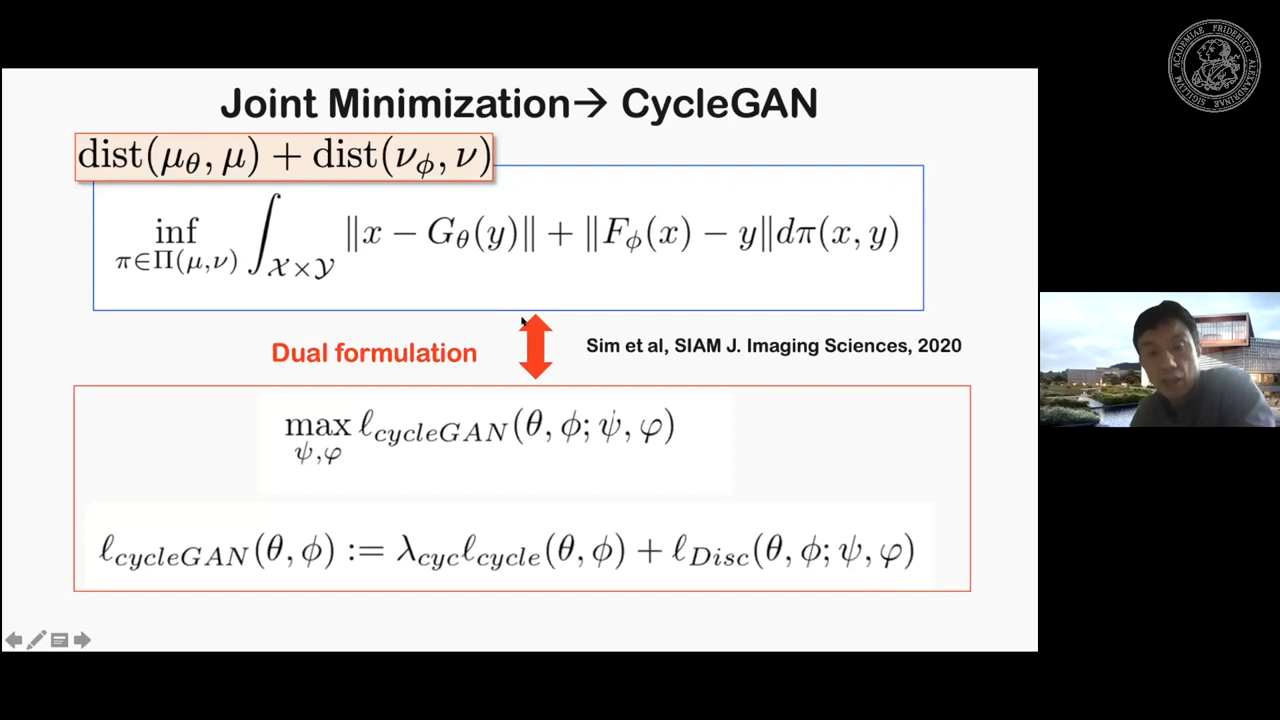 Joint Minimization→ CycleGAN
dist(μ_θ, μ) + dist(ν_ϕ, ν)
inf_{π∈Π(μ,ν)} ∫_{𝒳×𝒴} ‖x − G_θ(y)‖ + ‖F_ϕ(x) − y‖dπ(x, y)
Dual formulation
Sim et al, SIAM J. Imaging Sciences, 2020
max_{ψ,φ} ℓ_{cycleGAN}(θ, ϕ; ψ, φ)
ℓ_{cycleGAN}(θ, ϕ) := λ_{cyc}ℓ_{cycle}(θ, ϕ) + ℓ_{Disc}(θ, ϕ; ψ, φ)